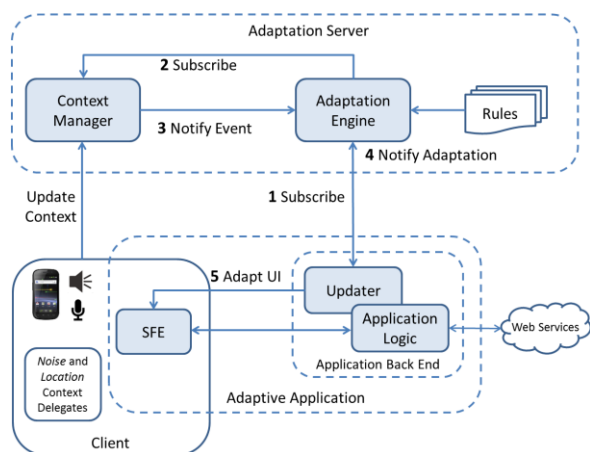 Adaptation Server
2 Subscribe
Context
Manager
Adaptation
Engine
Rules
3 Notify Event
4 Notify Adaptation
Update
Context
1 Subscribe
5 Adapt UI
Updater
SFE
Application
Logic
Web Services
Noise and
Location
Context
Delegates
Application Back End
Adaptive Application
Client